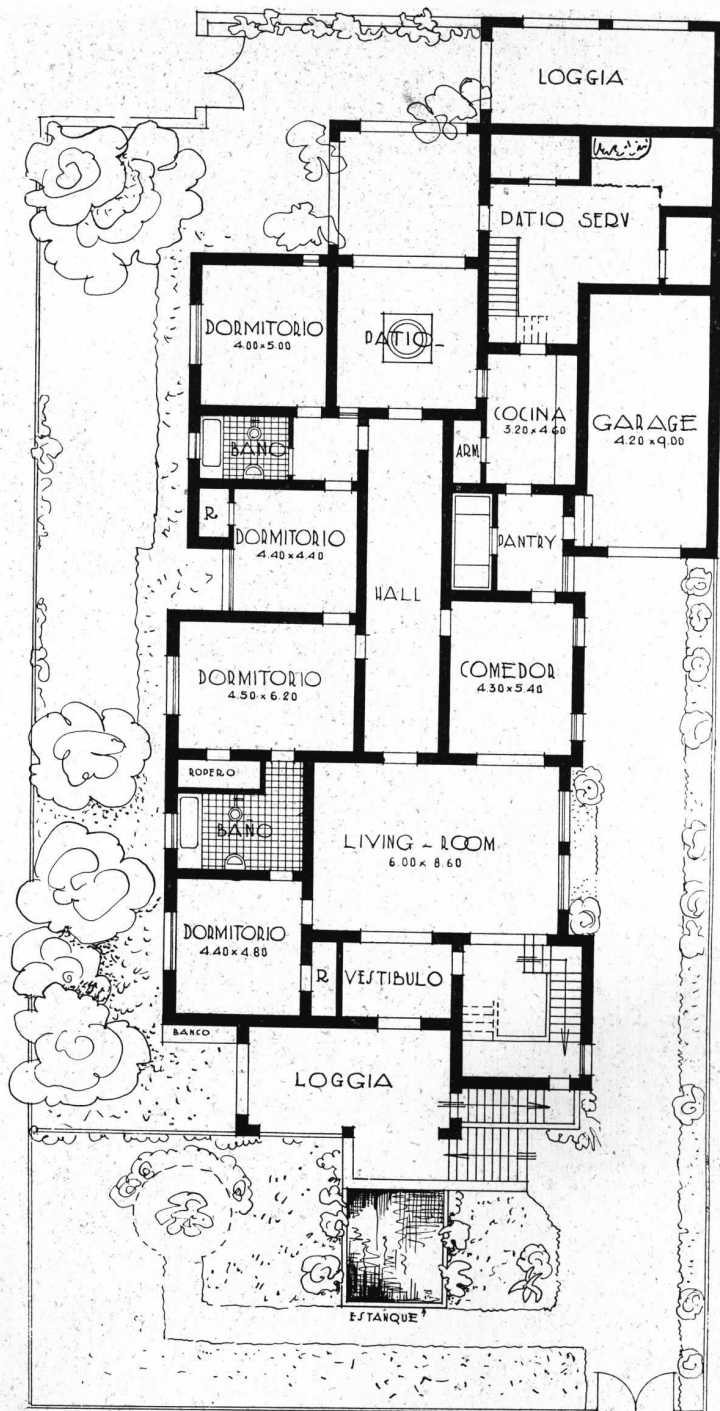 LOGGIA
PATIO SERV
DORMITORIO
4.00 x 5.00
PATIO-
COCINA
3.20 x 4.60
GARAGE
4.20 x 9.00
BAÑO
ARM.
R
DORMITORIO
4.40 x 4.40
PANTRY
HALL
DORMITORIO
4.50 x 6.20
COMEDOR
4.30 x 5.40
ROPERO
BAÑO
LIVING - ROOM
6.00 x 8.60
DORMITORIO
4.40 x 4.80
R
VESTIBULO
BANCO
LOGGIA
ESTANQUE